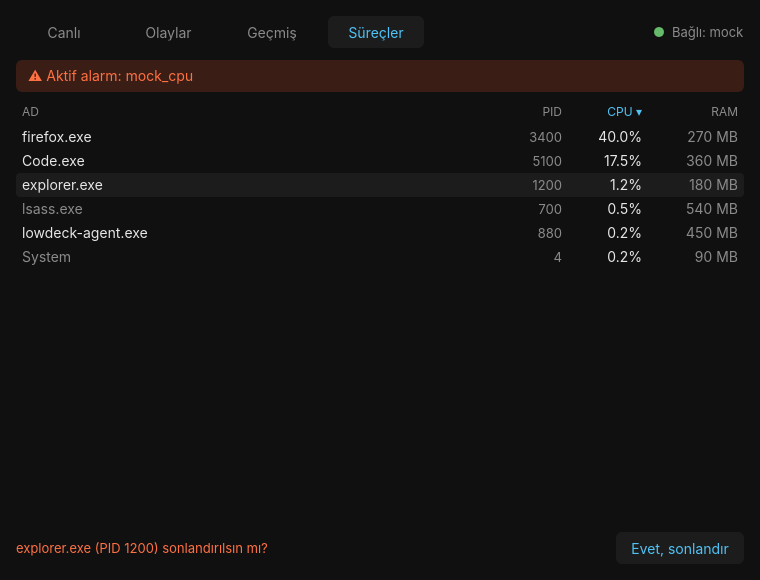 Canlı Olaylar Geçmiş Süreçler Bağlı: mock
⚠ Aktif alarm: mock_cpu
AD PID CPU ▾ RAM
firefox.exe 3400 40.0% 270 MB
Code.exe 5100 17.5% 360 MB
explorer.exe 1200 1.2% 180 MB
lsass.exe 700 0.5% 540 MB
lowdeck-agent.exe 880 0.2% 450 MB
System 4 0.2% 90 MB
explorer.exe (PID 1200) sonlandırılsın mı? Evet, sonlandır